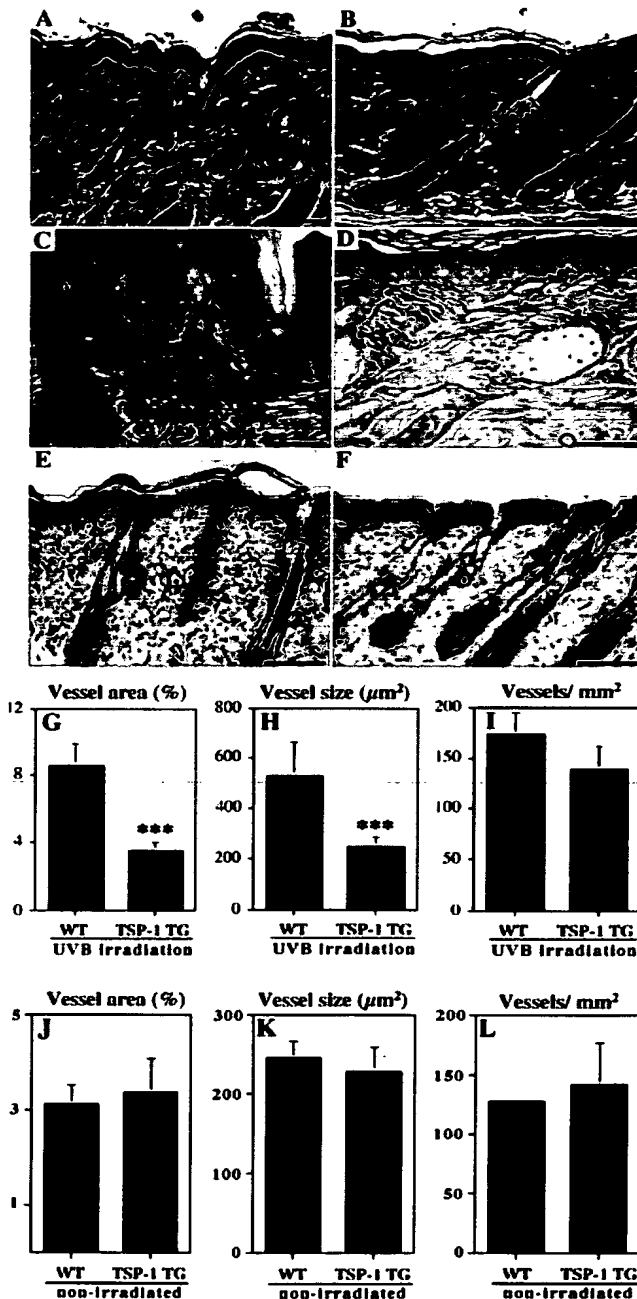 A B
C D
E F
Vessel area (%) Vessel size (μm²) Vessels/ mm²
G H I
12 800 200
8 600 150
4 400 100
0 200 50
0 0
*** ***
WT TSP-1 TG WT TSP-1 TG WT TSP-1 TG
UVB irradiation UVB irradiation UVB irradiation
Vessel area (%) Vessel size (μm²) Vessels/ mm²
J K L
5 300 200
3 200 150
1 100 100
0 50
0
WT TSP-1 TG WT TSP-1 TG WT TSP-1 TG
non-irradiated non-irradiated non-irradiated